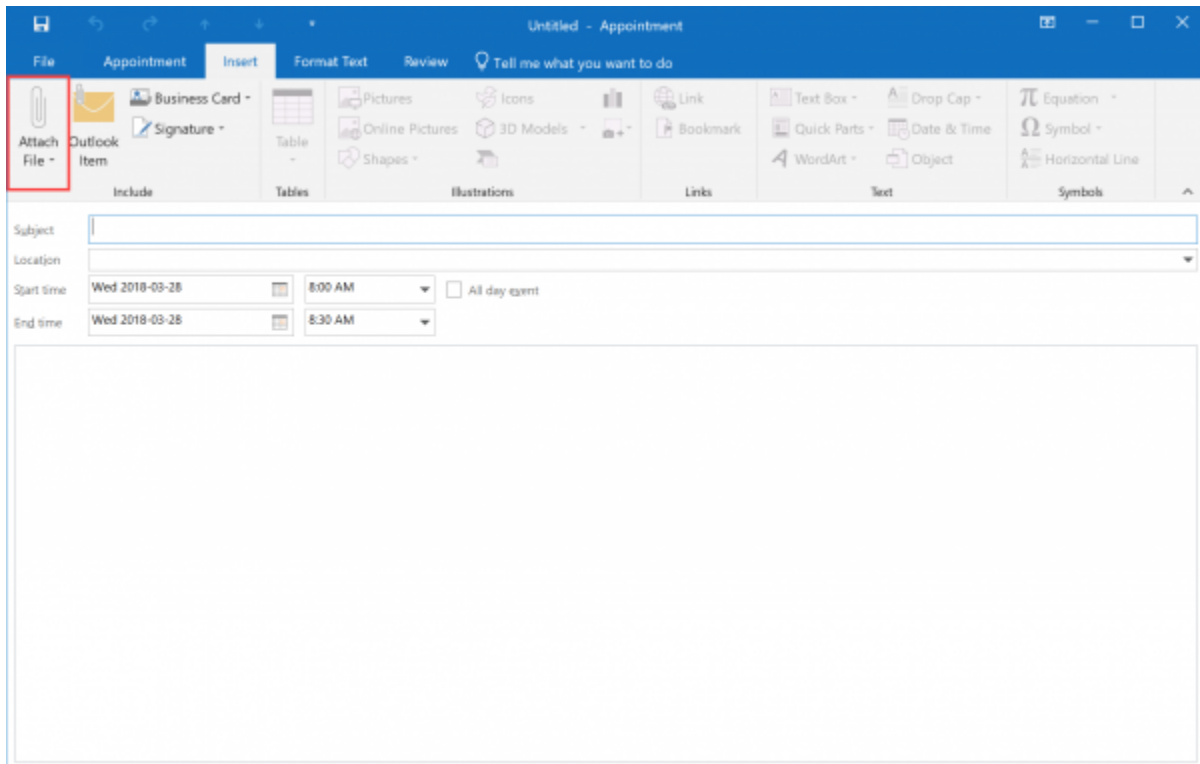 Untitled - Appointment
File Appointment Insert Format Text Review Tell me what you want to do
Attach File
Outlook Item
Business Card
Signature
Include
Table
Tables
Pictures
Online Pictures
Shapes
Icons
3D Models
Illustrations
Link
Bookmark
Links
Text Box
Quick Parts
WordArt
Drop Cap
Date & Time
Object
Text
π Equation
Ω Symbol
Horizontal Line
Symbols
Subject
Location
Start time Wed 2018-03-28 8:00 AM All day event
End time Wed 2018-03-28 8:30 AM